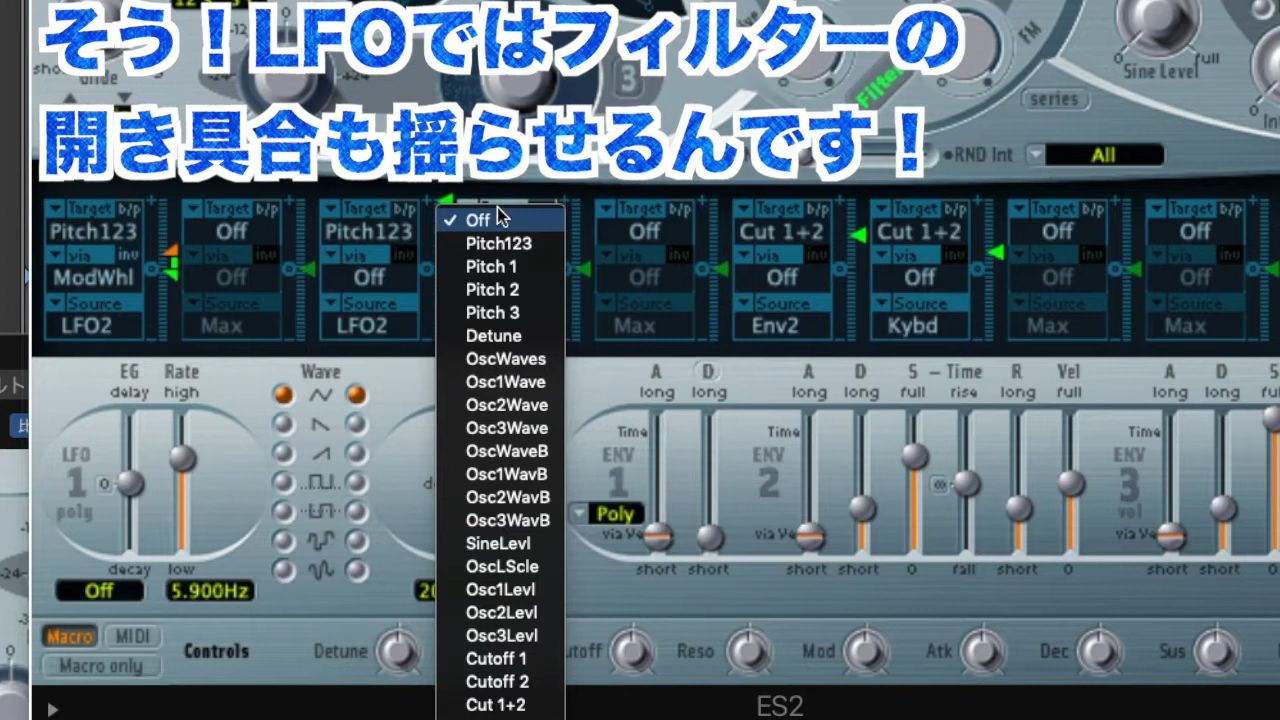 そう！LFOではフィルターの
開き具合も揺らせるんです！
Glide
3
Filter
FM
full
Sine Level
series
RND Int
All
Target b/p Target b/p Target b/p Target b/p Target b/p Target b/p Target b/p Target b/p
Pitch123 Off Pitch123 Off Cut 1+2 Cut 1+2 Off Off
via inv via inv via inv via inv via inv via inv via inv via inv
ModWhl Off Off Off Off Off Off Off
Source Source Source Source Source Source Source Source
LFO2 Max LFO2 Max Env2 Kybd Max Max
✓ Off
Pitch123
Pitch 1
Pitch 2
Pitch 3
Detune
OscWaves
Osc1Wave
Osc2Wave
Osc3Wave
OscWaveB
Osc1WavB
Osc2WavB
Osc3WavB
SineLevl
OscLScle
Osc1Levl
Osc2Levl
Osc3Levl
Cutoff 1
Cutoff 2
Cut 1+2
EG Rate Wave
delay high
LFO
1
poly
0
decay low
Off 5.900Hz
A D A D S – Time R Vel A D
long long long long full rise long full long long
Time Time Time
ENV ENV ENV
1 2 3
vol
Poly
∞
short short short short 0 fall short 0 short short
Macro MIDI
Macro only
Controls
Detune Reso Mod Atk Dec Sus
ES2